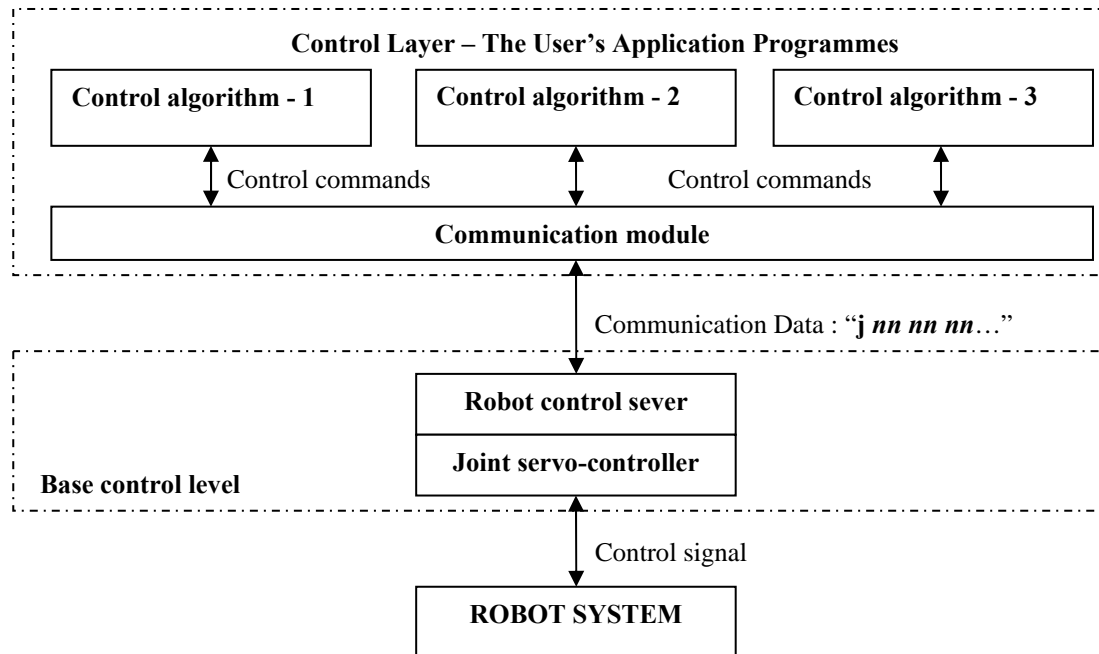 Control Layer – The User's Application Programmes
Control algorithm - 1
Control algorithm - 2
Control algorithm - 3
Control commands
Control commands
Communication module
Communication Data : “j nn nn nn…”
Robot control sever
Joint servo-controller
Base control level
Control signal
ROBOT SYSTEM